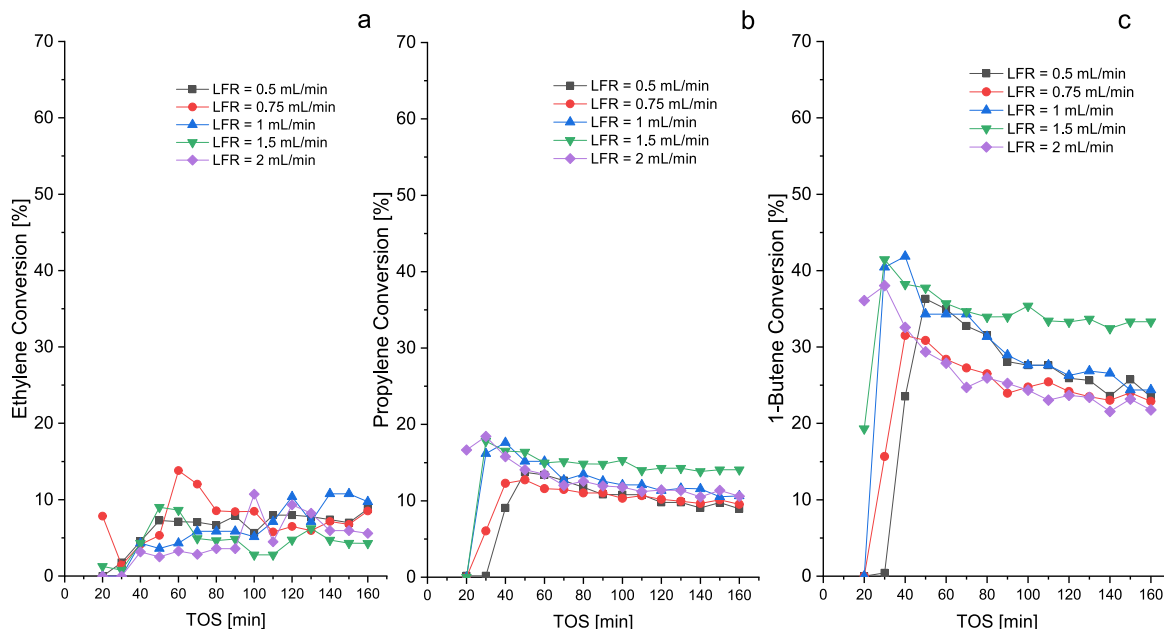 a
70
60
50
40
30
20
10
0
Ethylene Conversion [%]
LFR = 0.5 mL/min
LFR = 0.75 mL/min
LFR = 1 mL/min
LFR = 1.5 mL/min
LFR = 2 mL/min
0 20 40 60 80 100 120 140 160
TOS [min]
b
70
60
50
40
30
20
10
0
Propylene Conversion [%]
LFR = 0.5 mL/min
LFR = 0.75 mL/min
LFR = 1 mL/min
LFR = 1.5 mL/min
LFR = 2 mL/min
0 20 40 60 80 100 120 140 160
TOS [min]
c
70
60
50
40
30
20
10
0
1-Butene Conversion [%]
LFR = 0.5 mL/min
LFR = 0.75 mL/min
LFR = 1 mL/min
LFR = 1.5 mL/min
LFR = 2 mL/min
0 20 40 60 80 100 120 140 160
TOS [min]